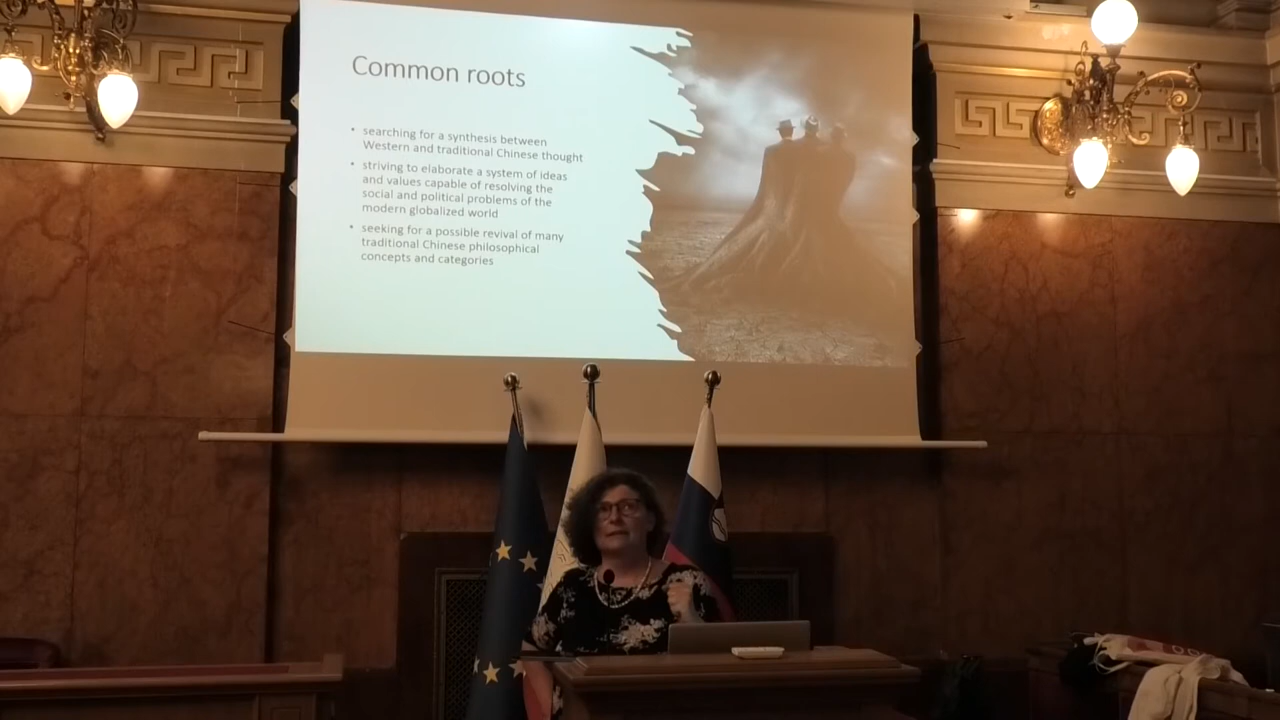 Common roots
• searching for a synthesis between
Western and traditional Chinese thought
• striving to elaborate a system of ideas
and values capable of resolving the
social and political problems of the
modern globalized world
• seeking for a possible revival of many
traditional Chinese philosophical
concepts and categories